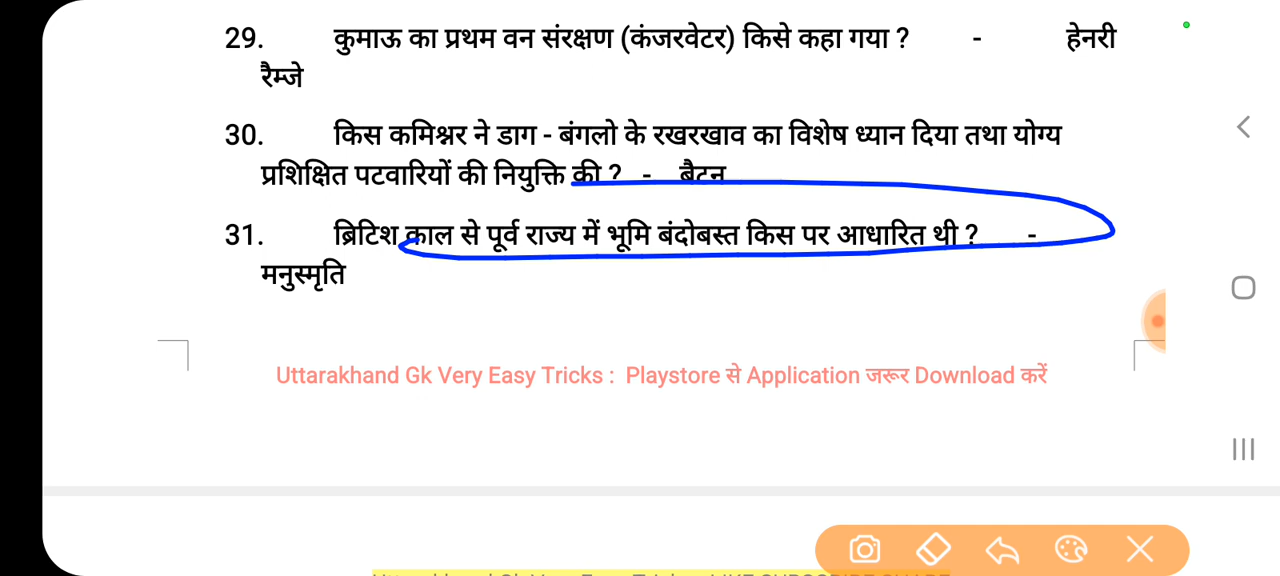 29. कुमाऊ का प्रथम वन संरक्षण (कंजरवेटर) किसे कहा गया ? - हेनरी
रैम्जे
30. किस कमिश्नर ने डाग - बंगलो के रखरखाव का विशेष ध्यान दिया तथा योग्य
प्रशिक्षित पटवारियों की नियुक्ति की ? - बैटन
31. ब्रिटिश काल से पूर्व राज्य में भूमि बंदोबस्त किस पर आधारित थी ? -
मनुस्मृति
Uttarakhand Gk Very Easy Tricks : Playstore से Application जरूर Download करें